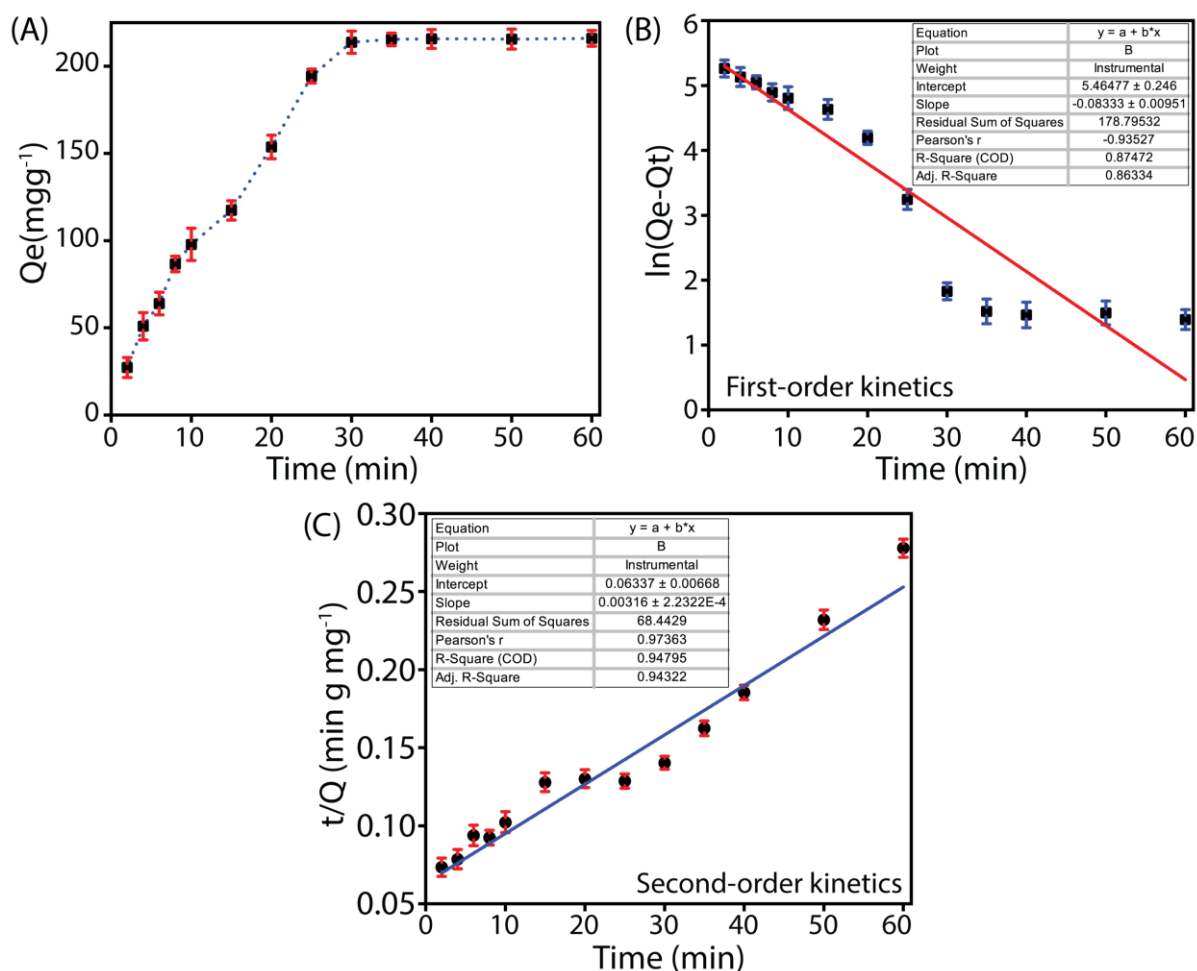 (A)
Qe(mgg⁻¹)
200
150
100
50
0
0 10 20 30 40 50 60
Time (min)
(B)
ln(Qe-Qt)
6
5
4
3
2
1
0
Equation y = a + b*x
Plot B
Weight Instrumental
Intercept 5.46477 ± 0.246
Slope -0.08333 ± 0.00951
Residual Sum of Squares 178.79532
Pearson's r -0.93527
R-Square (COD) 0.87472
Adj. R-Square 0.86334
First-order kinetics
0 10 20 30 40 50 60
Time (min)
(C)
t/Q (min g mg⁻¹)
0.30
0.25
0.20
0.15
0.10
0.05
Equation y = a + b*x
Plot B
Weight Instrumental
Intercept 0.06337 ± 0.00668
Slope 0.00316 ± 2.2322E-4
Residual Sum of Squares 68.4429
Pearson's r 0.97363
R-Square (COD) 0.94795
Adj. R-Square 0.94322
Second-order kinetics
0 10 20 30 40 50 60
Time (min)